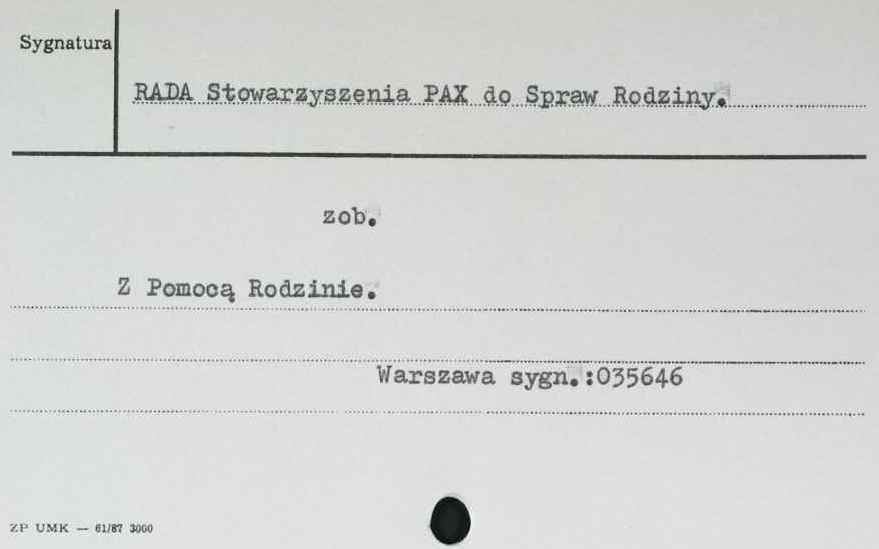 Sygnatura
RADA Stowarzyszenia PAX do Spraw Rodziny.
zob.
Z Pomocą Rodzinie.
Warszawa sygn.:035646
ZP UMK — 61/87 3000